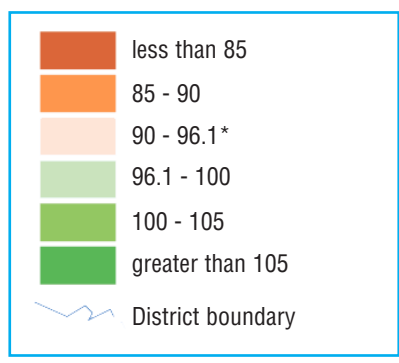 less than 85
85 - 90
90 - 96.1*
96.1 - 100
100 - 105
greater than 105
District boundary